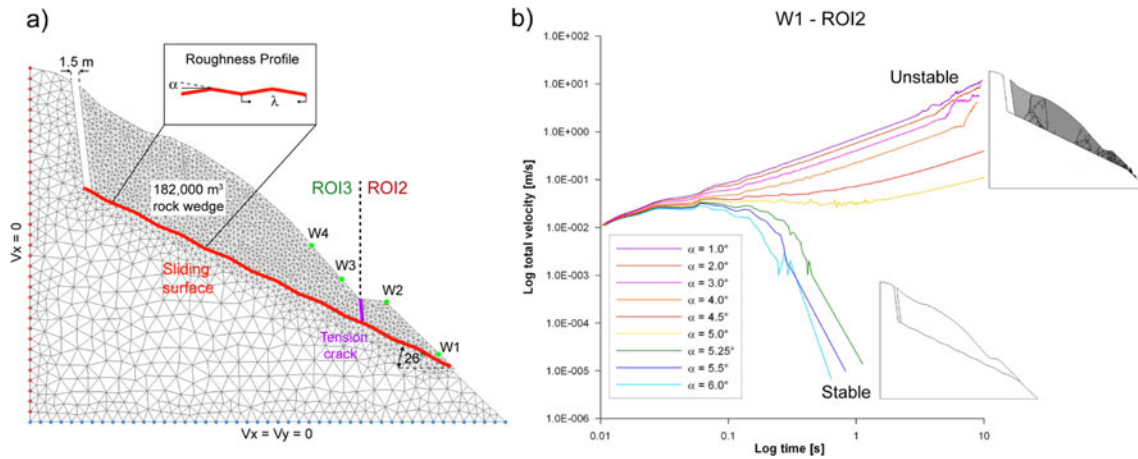 a)
1.5 m
Roughness Profile
α
λ
182,000 m³
rock wedge
ROI3
ROI2
W4
W3
W2
W1
Sliding
surface
Tension
crack
26°
Vx = 0
Vx = Vy = 0
b)
W1 - ROI2
Log total velocity [m/s]
1.0E+002
1.0E+001
1.0E+000
1.0E-001
1.0E-002
1.0E-003
1.0E-004
1.0E-005
1.0E-006
Unstable
α = 1.0°
α = 2.0°
α = 3.0°
α = 4.0°
α = 4.5°
α = 5.0°
α = 5.25°
α = 5.5°
α = 6.0°
Stable
0.01
0.1
1
10
Log time [s]